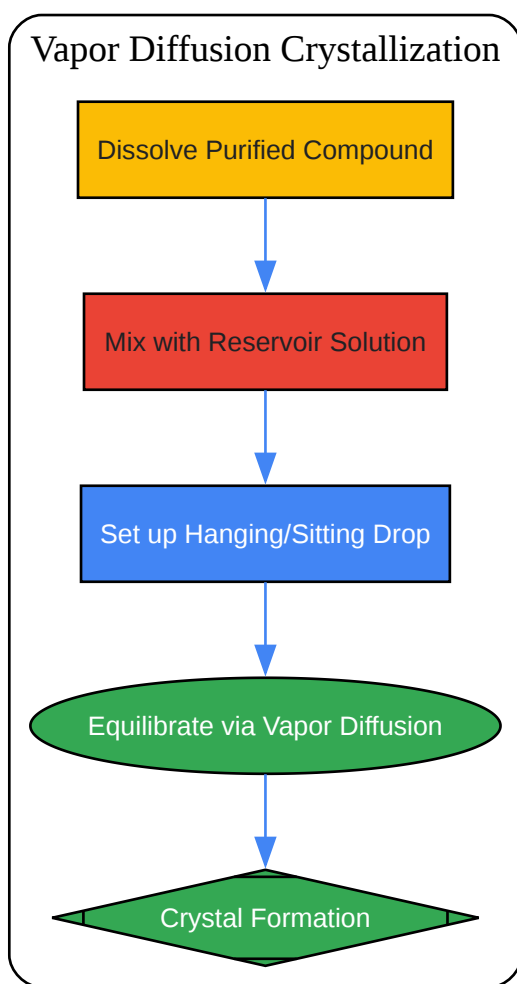 Vapor Diffusion Crystallization
Dissolve Purified Compound
Mix with Reservoir Solution
Set up Hanging/Sitting Drop
Equilibrate via Vapor Diffusion
Crystal Formation